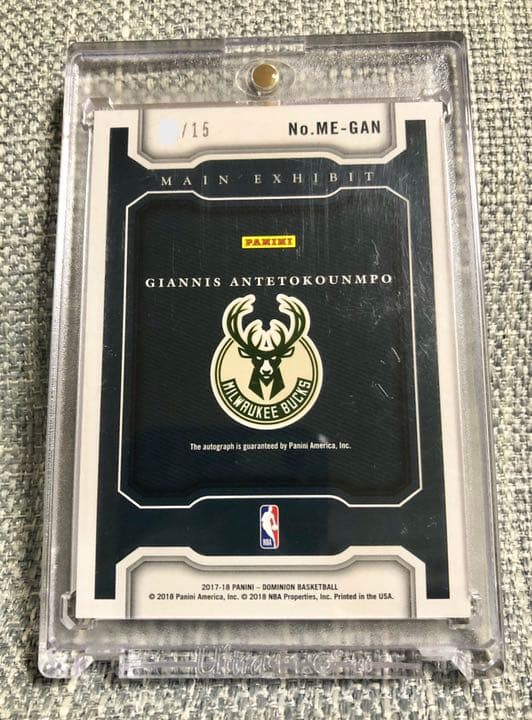 /15
No.ME-GAN
MAIN EXHIBIT
PANINI
GIANNIS ANTETOKOUNMPO
MILWAUKEE BUCKS
The autograph is guaranteed by Panini America, Inc.
NBA
2017-18 PANINI – DOMINION BASKETBALL
© 2018 Panini America, Inc. © 2018 NBA Properties, Inc. Printed in the USA.